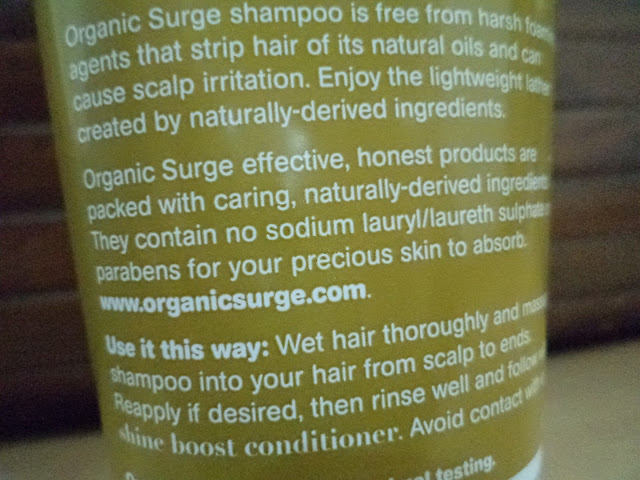 Organic Surge shampoo is free from harsh
agents that strip hair of its natural oils and can
cause scalp irritation. Enjoy the lightweight lather
created by naturally-derived ingredients.
Organic Surge effective, honest products are
packed with caring, naturally-derived ingredients
They contain no sodium lauryl/laureth sulphate
parabens for your precious skin to absorb.
www.organicsurge.com.
Use it this way: Wet hair thoroughly and
shampoo into your hair from scalp to ends.
Reapply if desired, then rinse well and follow
shine boost conditioner. Avoid contact
testing.